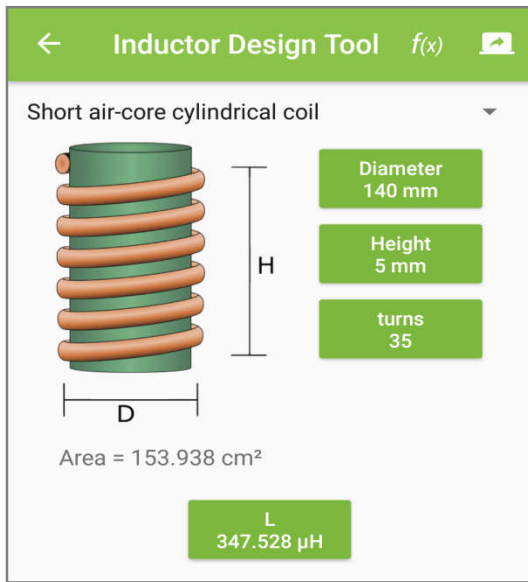 Inductor Design Tool f(x)
Short air-core cylindrical coil
Diameter
140 mm
H
Height
5 mm
turns
35
D
Area = 153.938 cm²
L
347.528 µH